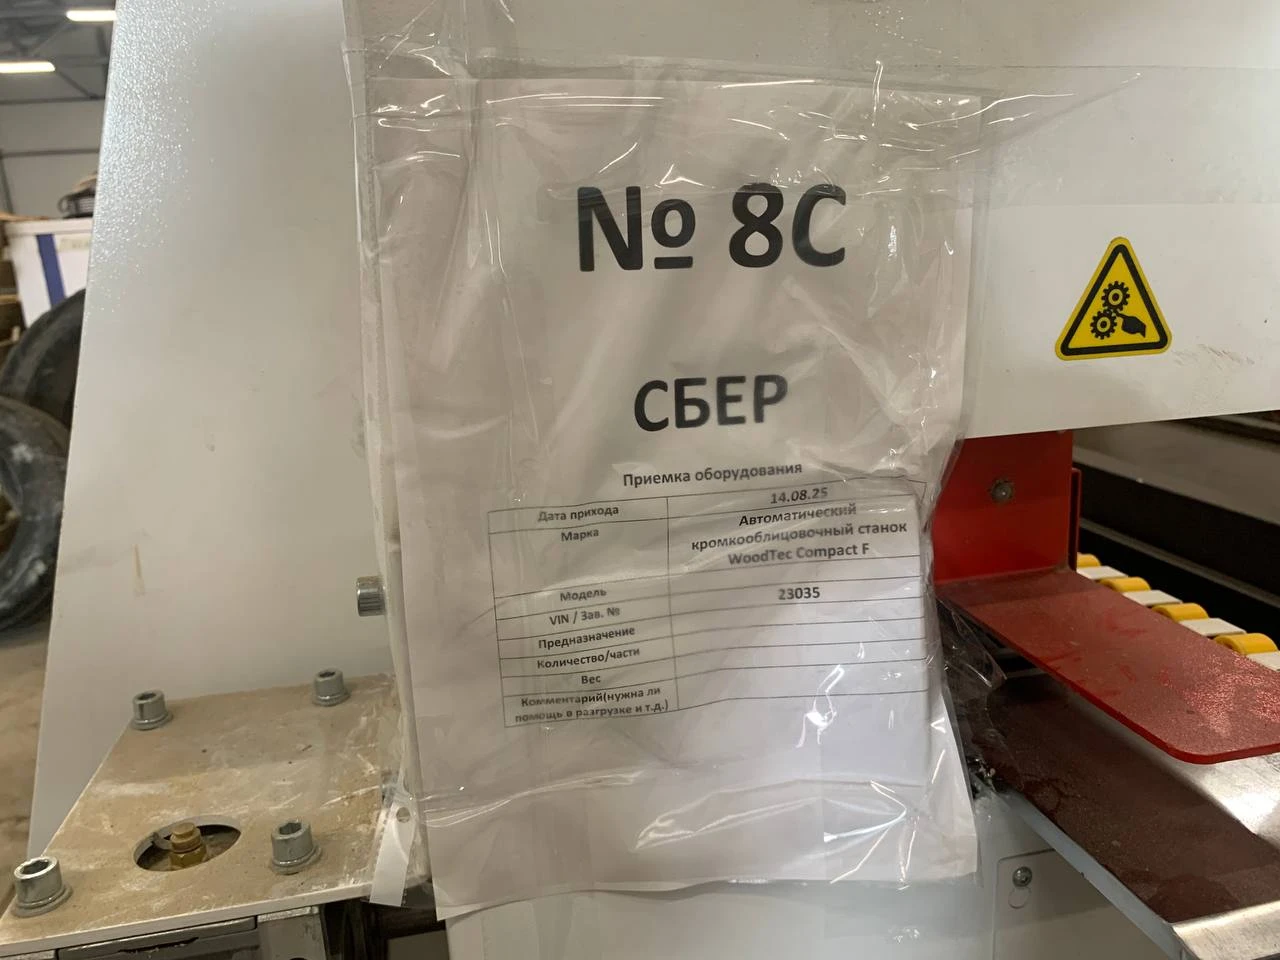 № 8С
СБЕР
Приемка оборудования
Дата прихода 14.08.25
Марка Автоматический
кромкооблицовочный станок
WoodTec Compact F
Модель
VIN / Зав. № 23035
Предназначение
Количество/части
Вес
Комментарий(нужна ли
помощь в разгрузке и т.д.)